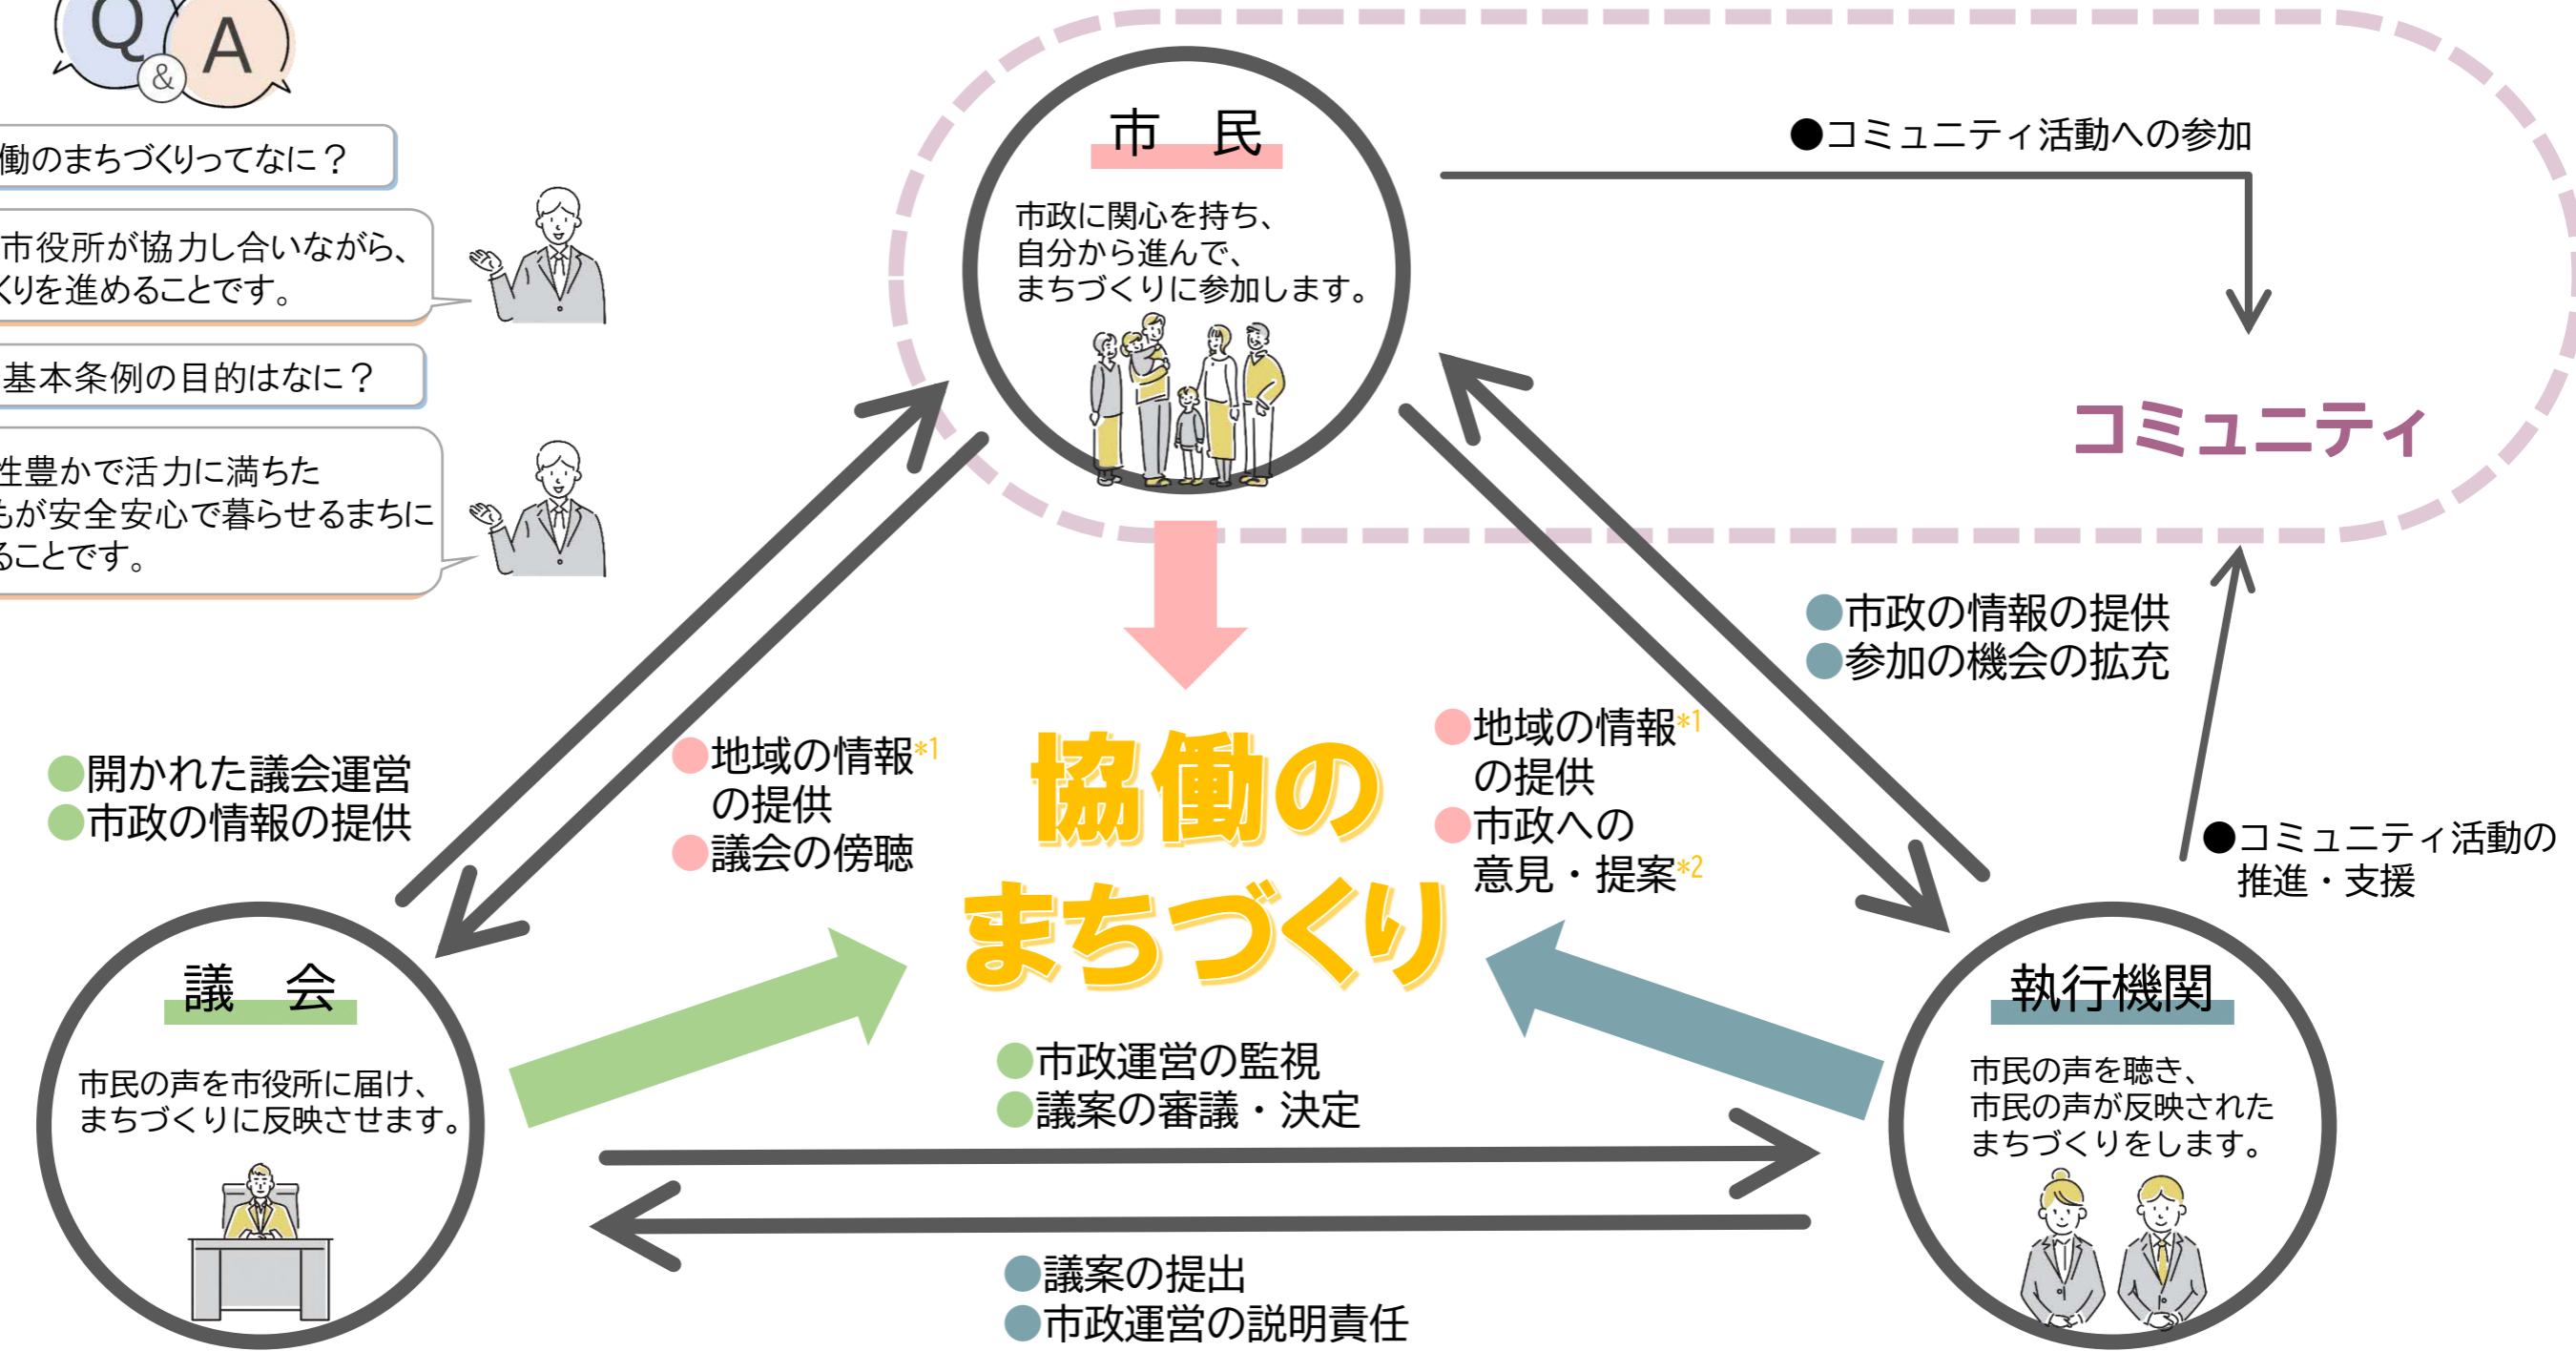 Q & A
働のまちづくりってなに？
市役所が協力し合いながら、
くりを進めることです。
基本条例の目的はなに？
性豊かで活力に満ちた
もが安全安心で暮らせるまちに
ることです。
市　民
市政に関心を持ち、
自分から進んで、
まちづくりに参加します。
●コミュニティ活動への参加
コミュニティ
●市政の情報の提供
●参加の機会の拡充
●開かれた議会運営
●市政の情報の提供
●地域の情報*1
の提供
●議会の傍聴
協働の
まちづくり
●地域の情報*1
の提供
●市政への
意見・提案*2
●コミュニティ活動の
推進・支援
議　会
市民の声を市役所に届け、
まちづくりに反映させます。
●市政運営の監視
●議案の審議・決定
●議案の提出
●市政運営の説明責任
執行機関
市民の声を聴き、
市民の声が反映された
まちづくりをします。